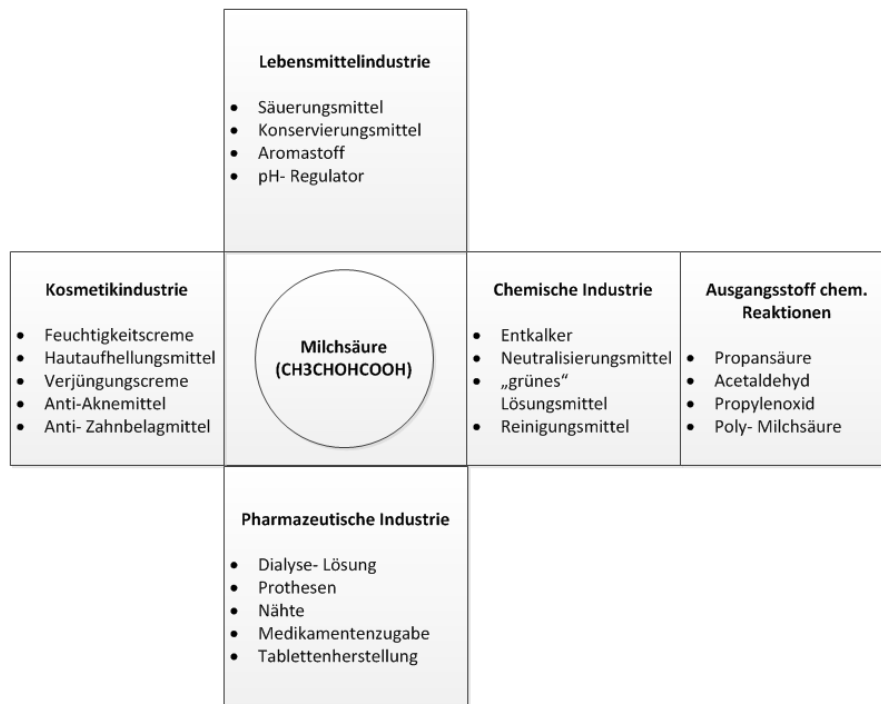 Lebensmittelindustrie
• Säuerungsmittel
• Konservierungsmittel
• Aromastoff
• pH- Regulator
Kosmetikindustrie
• Feuchtigkeitscreme
• Hautaufhellungsmittel
• Verjüngungscreme
• Anti-Aknemittel
• Anti- Zahnbelagmittel
Milchsäure
(CH3CHOHCOOH)
Chemische Industrie
• Entkalker
• Neutralisierungsmittel
• „grünes“
Lösungsmittel
• Reinigungsmittel
Ausgangsstoff chem.
Reaktionen
• Propansäure
• Acetaldehyd
• Propylenoxid
• Poly- Milchsäure
Pharmazeutische Industrie
• Dialyse- Lösung
• Prothesen
• Nähte
• Medikamentenzugabe
• Tablettenherstellung